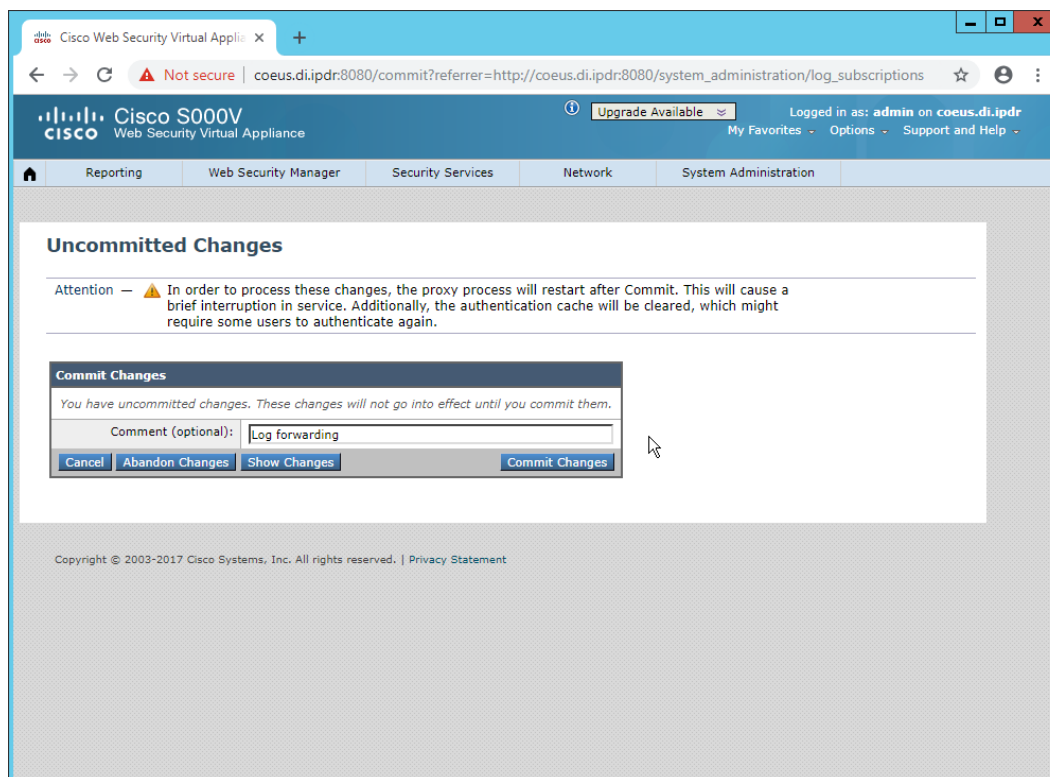 Cisco Web Security Virtual Applia
Not secure | coeus.di.ipdr:8080/commit?referrer=http://coeus.di.ipdr:8080/system_administration/log_subscriptions
Cisco S000V
Web Security Virtual Appliance
CISCO
Upgrade Available
Logged in as: admin on coeus.di.ipdr
My Favorites Options Support and Help
Reporting Web Security Manager Security Services Network System Administration
Uncommitted Changes
Attention — In order to process these changes, the proxy process will restart after Commit. This will cause a
brief interruption in service. Additionally, the authentication cache will be cleared, which might
require some users to authenticate again.
Commit Changes
You have uncommitted changes. These changes will not go into effect until you commit them.
Comment (optional): Log forwarding
Cancel Abandon Changes Show Changes Commit Changes
Copyright © 2003-2017 Cisco Systems, Inc. All rights reserved. | Privacy Statement